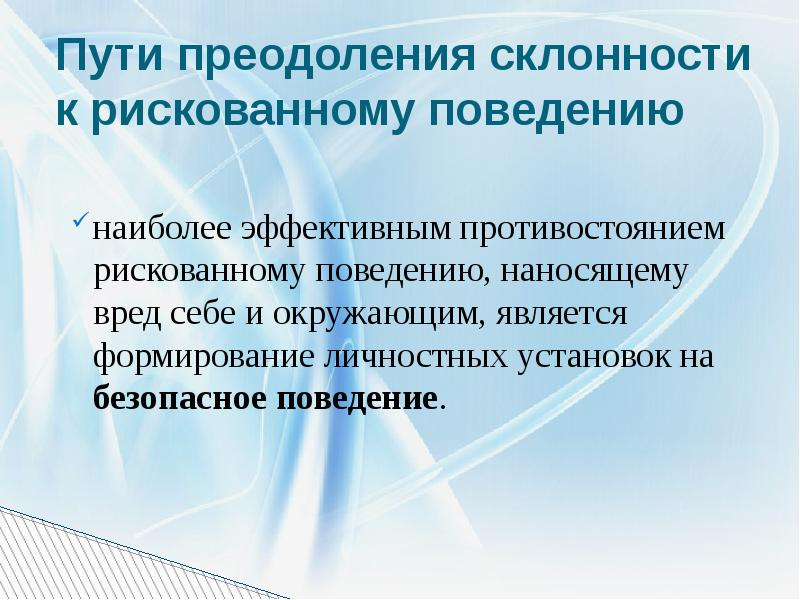 Пути преодоления склонности
к рискованному поведению
наиболее эффективным противостоянием
рискованному поведению, наносящему
вред себе и окружающим, является
формирование личностных установок на
безопасное поведение.